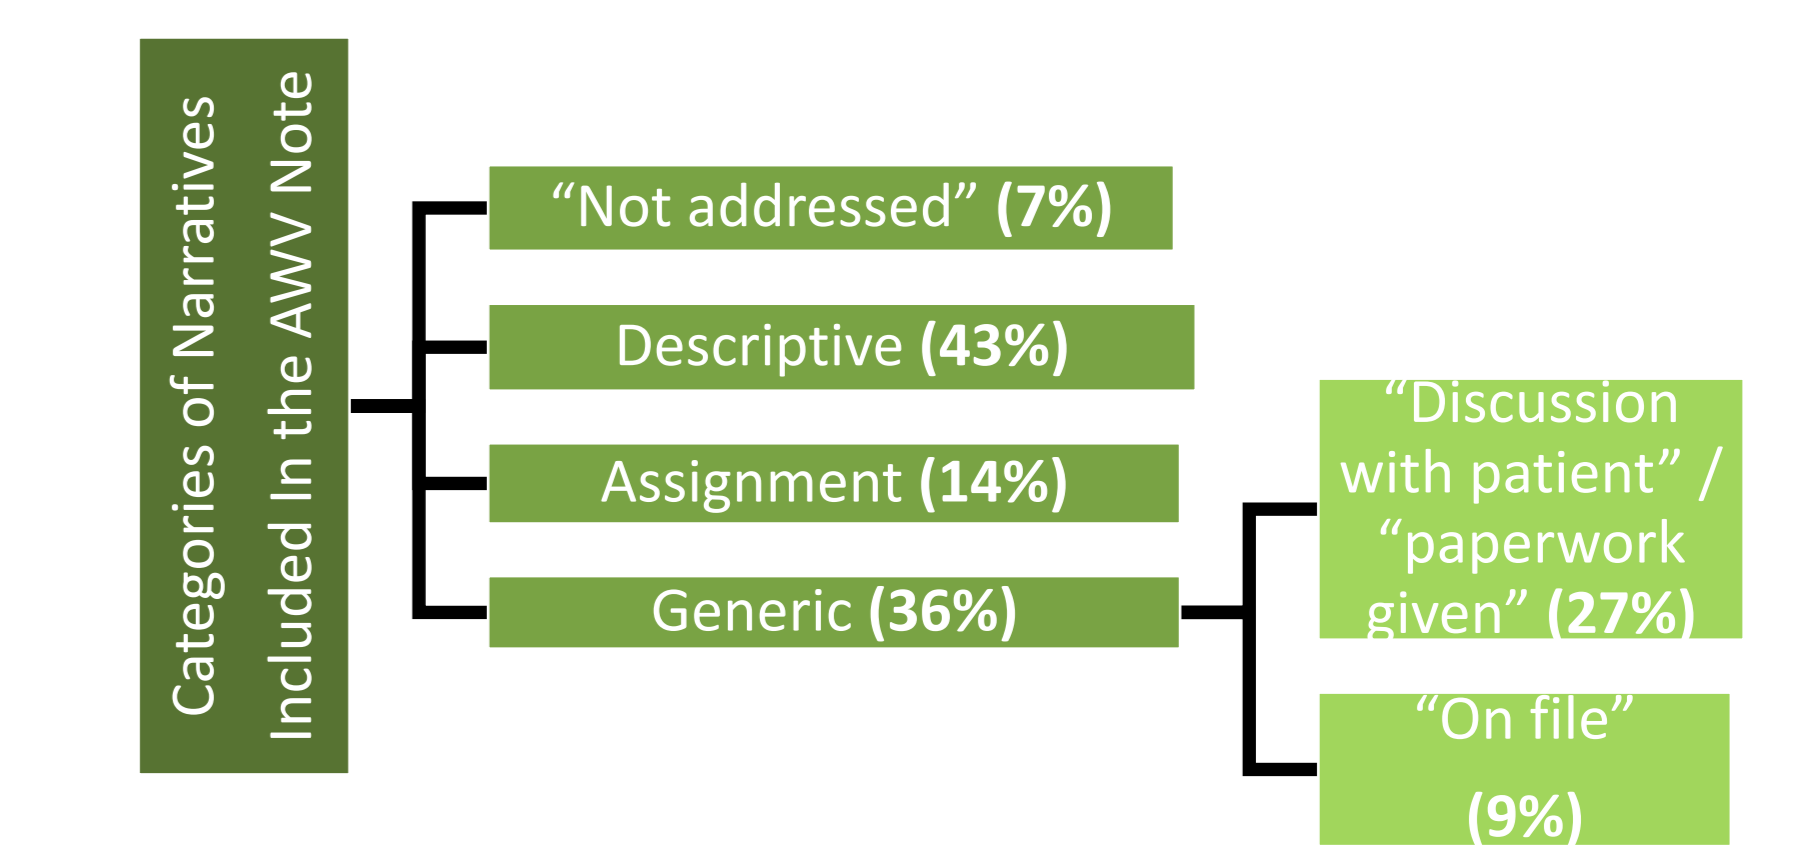 Categories of Narratives
Included In the AWV Note
“Not addressed” (7%)
Descriptive (43%)
Assignment (14%)
Generic (36%)
“Discussion
with patient” /
“paperwork
given” (27%)
“On file”
(9%)